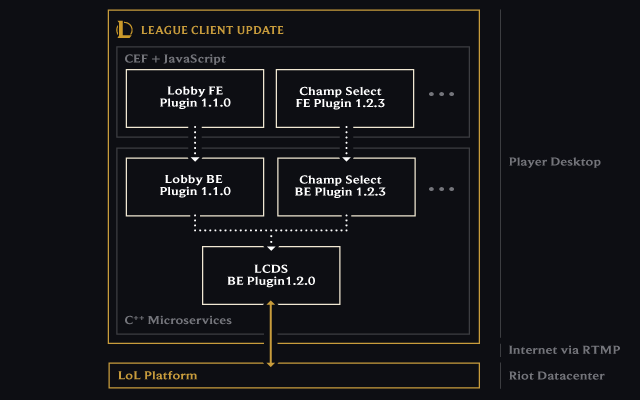 LEAGUE CLIENT UPDATE
CEF + JavaScript
Lobby FE
Plugin 1.1.0
Champ Select
FE Plugin 1.2.3
Player Desktop
Lobby BE
Plugin 1.1.0
Champ Select
BE Plugin 1.2.3
LCDS
BE Plugin1.2.0
C++ Microservices
Internet via RTMP
LoL Platform
Riot Datacenter